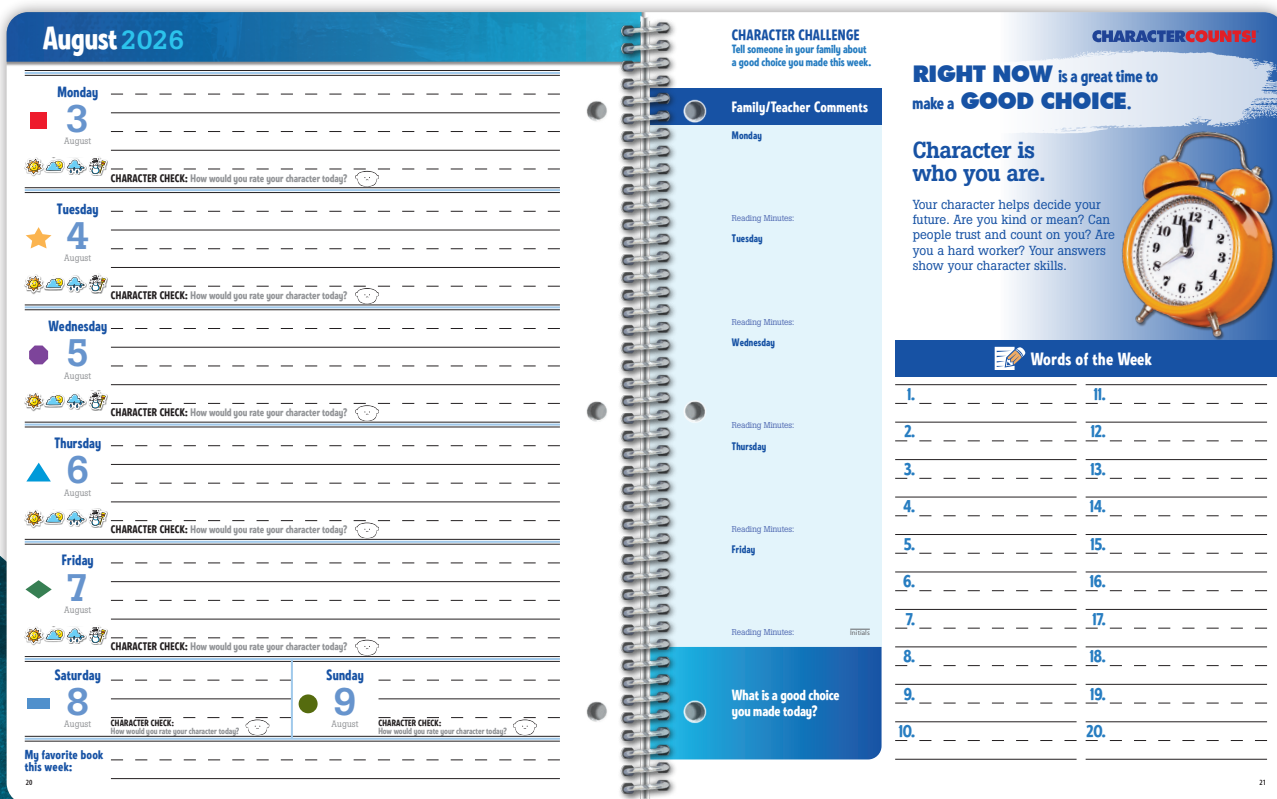 August 2026
Monday
3
August
CHARACTER CHECK: How would you rate your character today?
Tuesday
4
August
CHARACTER CHECK: How would you rate your character today?
Wednesday
5
August
CHARACTER CHECK: How would you rate your character today?
Thursday
6
August
CHARACTER CHECK: How would you rate your character today?
Friday
7
August
CHARACTER CHECK: How would you rate your character today?
Saturday
8
August
CHARACTER CHECK:
How would you rate your character today?
Sunday
9
August
CHARACTER CHECK:
How would you rate your character today?
My favorite book
this week:
20
CHARACTER CHALLENGE
Tell someone in your family about
a good choice you made this week.
Family/Teacher Comments
Monday
Reading Minutes:
Tuesday
Reading Minutes:
Wednesday
Reading Minutes:
Thursday
Reading Minutes:
Friday
Reading Minutes:
Initials
What is a good choice
you made today?
CHARACTERCOUNTS!
RIGHT NOW is a great time to
make a GOOD CHOICE.
Character is
who you are.
Your character helps decide your
future. Are you kind or mean? Can
people trust and count on you? Are
you a hard worker? Your answers
show your character skills.
12
1
2
3
4
5
6
7
8
9
10
11
Words of the Week
1.
2.
3.
4.
5.
6.
7.
8.
9.
10.
11.
12.
13.
14.
15.
16.
17.
18.
19.
20.
21